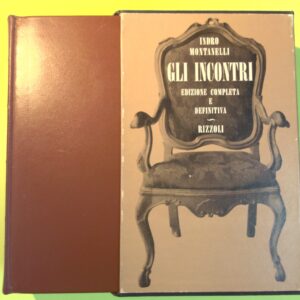 INDRO
MONTANELLI
GLI INCONTRI
EDIZIONE COMPLETA
E
DEFINITIVA
RIZZOLI